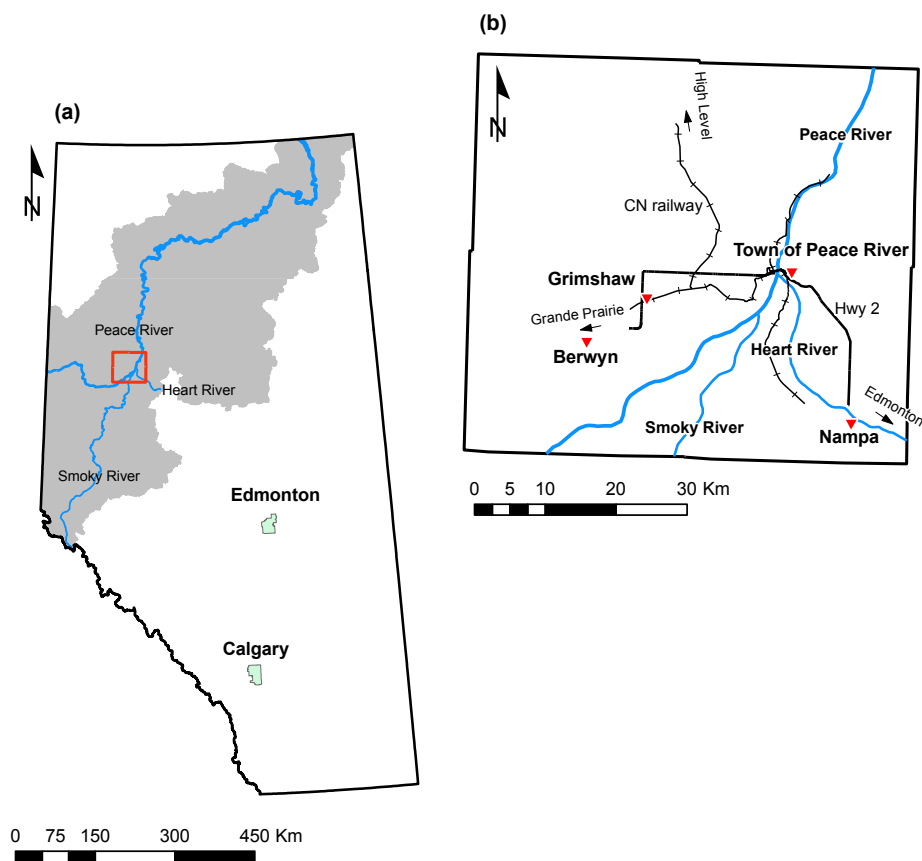 (a)
N
Peace River
Heart River
Smoky River
Edmonton
Calgary
0 75 150 300 450 Km
(b)
N
High Level
Peace River
CN railway
Town of Peace River
Grimshaw
Grande Prairie
Hwy 2
Berwyn
Heart River
Edmonton
Smoky River
Nampa
0 5 10 20 30 Km